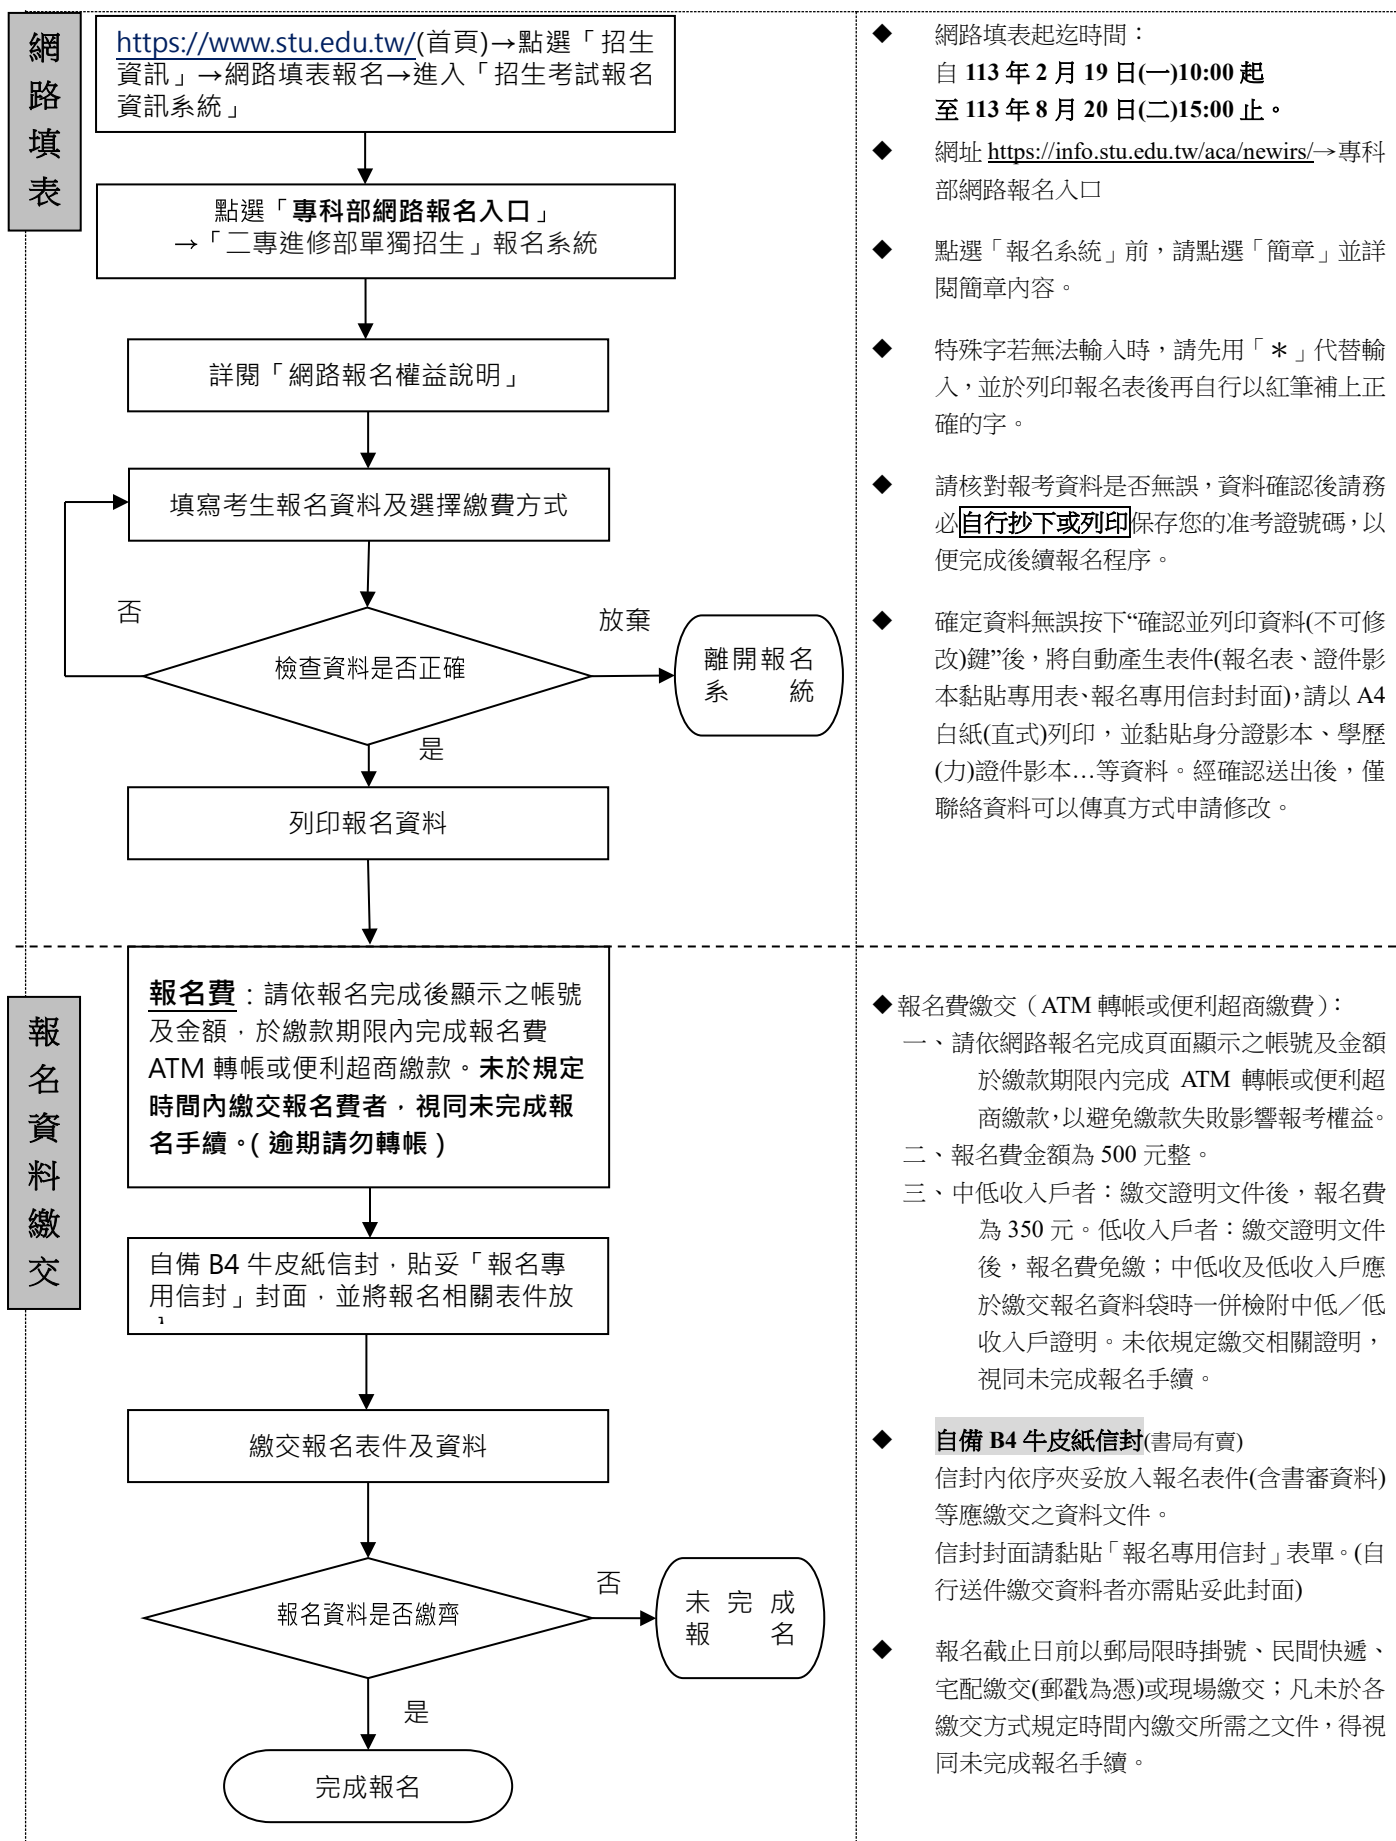 網
路
填
表
https://www.stu.edu.tw/(首頁)→點選「招生
資訊」→網路填表報名→進入「招生考試報名
資訊系統」
點選「專科部網路報名入口」
→「二專進修部單獨招生」報名系統
詳閱「網路報名權益說明」
填寫考生報名資料及選擇繳費方式
否
檢查資料是否正確
放棄
離開報名
系統
是
列印報名資料
◆ 網路填表起迄時間：
自 113 年 2 月 19 日(一)10:00 起
至 113 年 8 月 20 日(二)15:00 止。
◆ 網址 https://info.stu.edu.tw/aca/newirs/→專科
部網路報名入口
◆ 點選「報名系統」前，請點選「簡章」並詳
閱簡章內容。
◆ 特殊字若無法輸入時，請先用「＊」代替輸
入，並於列印報名表後再自行以紅筆補上正
確的字。
◆ 請核對報考資料是否無誤，資料確認後請務
必自行抄下或列印保存您的准考證號碼，以
便完成後續報名程序。
◆ 確定資料無誤按下“確認並列印資料(不可修
改)鍵”後，將自動產生表件(報名表、證件影
本黏貼專用表、報名專用信封封面)，請以 A4
白紙(直式)列印，並黏貼身分證影本、學歷
(力)證件影本…等資料。經確認送出後，僅
聯絡資料可以傳真方式申請修改。
報
名
資
料
繳
交
報名費：請依報名完成後顯示之帳號
及金額，於繳款期限內完成報名費
ATM 轉帳或便利超商繳款。未於規定
時間內繳交報名費者，視同未完成報
名手續。(逾期請勿轉帳)
自備 B4 牛皮紙信封，貼妥「報名專
用信封」封面，並將報名相關表件放
繳交報名表件及資料
報名資料是否繳齊
否
未完成
報名
是
完成報名
◆報名費繳交（ATM 轉帳或便利超商繳費）：
一、請依網路報名完成頁面顯示之帳號及金額
於繳款期限內完成 ATM 轉帳或便利超
商繳款，以避免繳款失敗影響報考權益。
二、報名費金額為 500 元整。
三、中低收入戶者：繳交證明文件後，報名費
為 350 元。低收入戶者：繳交證明文件
後，報名費免繳；中低收及低收入戶應
於繳交報名資料袋時一併檢附中低／低
收入戶證明。未依規定繳交相關證明，
視同未完成報名手續。
◆ 自備 B4 牛皮紙信封(書局有賣)
信封內依序夾妥放入報名表件(含書審資料)
等應繳交之資料文件。
信封封面請黏貼「報名專用信封」表單。(自
行送件繳交資料者亦需貼妥此封面)
◆ 報名截止日前以郵局限時掛號、民間快遞、
宅配繳交(郵戳為憑)或現場繳交；凡未於各
繳交方式規定時間內繳交所需之文件，得視
同未完成報名手續。